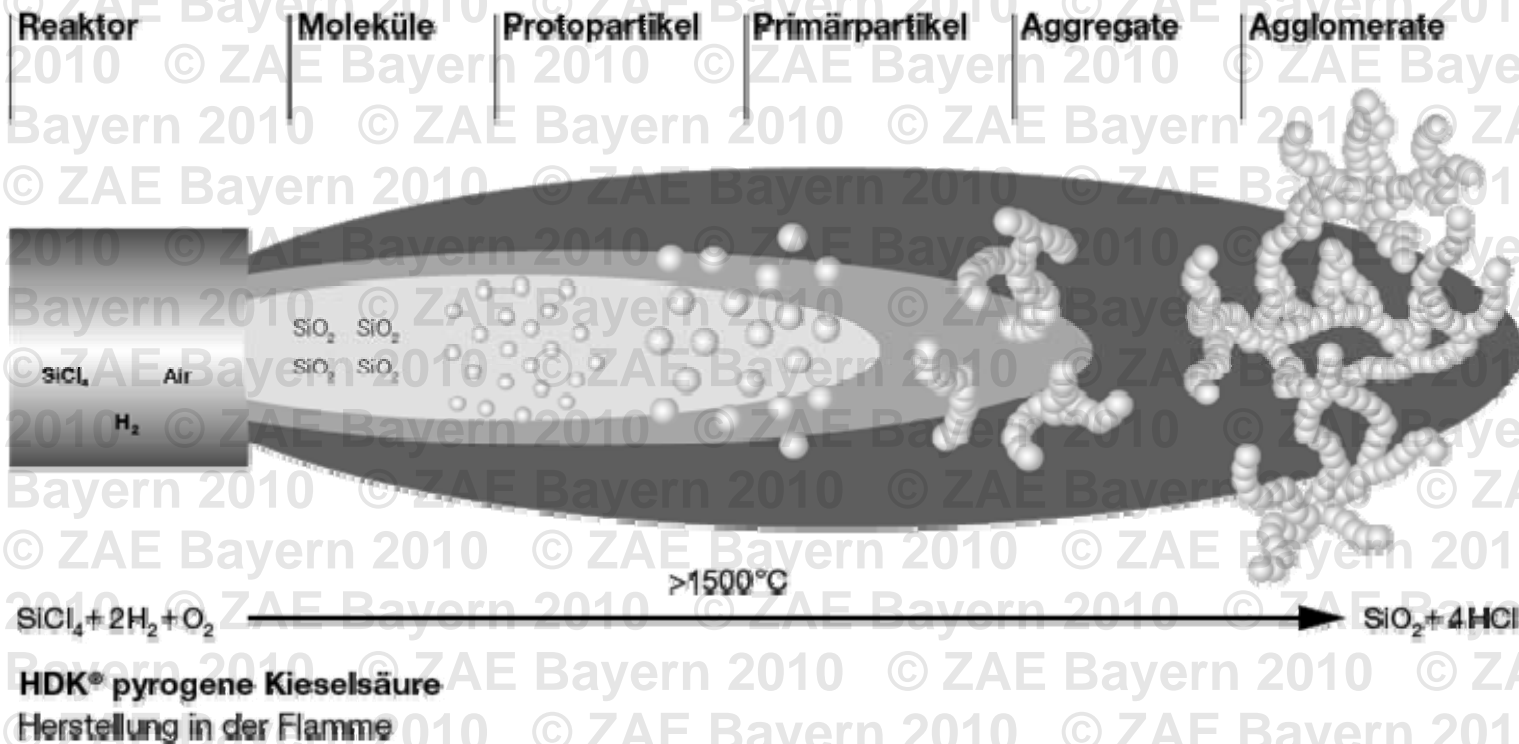 Reaktor Moleküle Protopartikel Primärpartikel Aggregate Agglomerate
SiO₂ SiO₂
SiO₂ SiO₂
SiCl₄ Air
H₂
>1500°C
SiCl₄+2H₂+O₂ SiO₂+4HCl
HDK® pyrogene Kieselsäure
Herstellung in der Flamme
© ZAE Bayern 2010